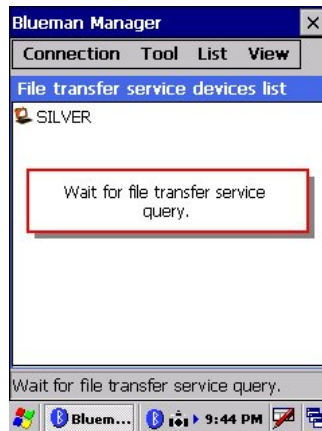 Blueman Manager
Connection Tool List View
File transfer service devices list
SILVER
Wait for file transfer service
query.
Wait for file transfer service query.
Bluem... 9:44 PM